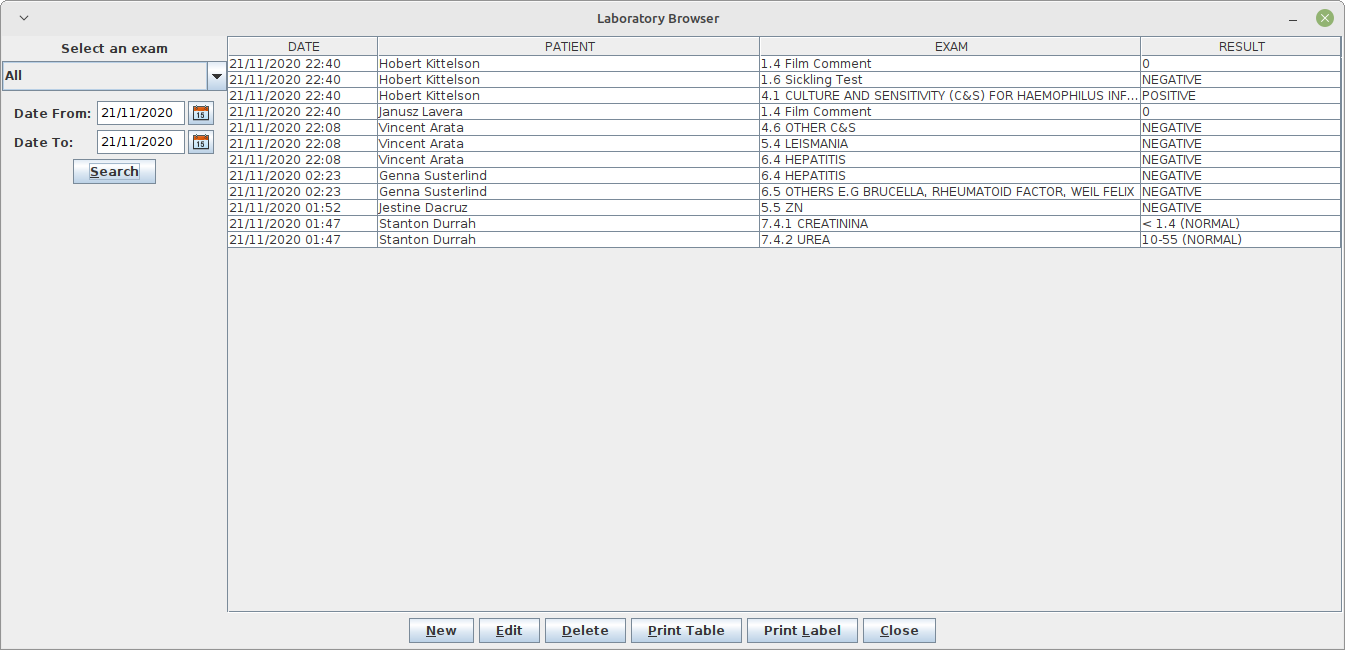 Laboratory Browser
Select an exam
All
Date From: 21/11/2020
Date To: 21/11/2020
Search
DATE PATIENT EXAM RESULT
21/11/2020 22:40 Hobert Kittelson 1.4 Film Comment 0
21/11/2020 22:40 Hobert Kittelson 1.6 Sickling Test NEGATIVE
21/11/2020 22:40 Hobert Kittelson 4.1 CULTURE AND SENSITIVITY (C&S) FOR HAEMOPHILUS INF... POSITIVE
21/11/2020 22:40 Janusz Lavera 1.4 Film Comment 0
21/11/2020 22:08 Vincent Arata 4.6 OTHER C&S NEGATIVE
21/11/2020 22:08 Vincent Arata 5.4 LEISMANIA NEGATIVE
21/11/2020 22:08 Vincent Arata 6.4 HEPATITIS NEGATIVE
21/11/2020 02:23 Genna Susterlind 6.4 HEPATITIS NEGATIVE
21/11/2020 02:23 Genna Susterlind 6.5 OTHERS E.G BRUCELLA, RHEUMATOID FACTOR, WEIL FELIX NEGATIVE
21/11/2020 01:52 Jestine Dacruz 5.5 ZN NEGATIVE
21/11/2020 01:47 Stanton Durrah 7.4.1 CREATININA < 1.4 (NORMAL)
21/11/2020 01:47 Stanton Durrah 7.4.2 UREA 10-55 (NORMAL)
New Edit Delete Print Table Print Label Close